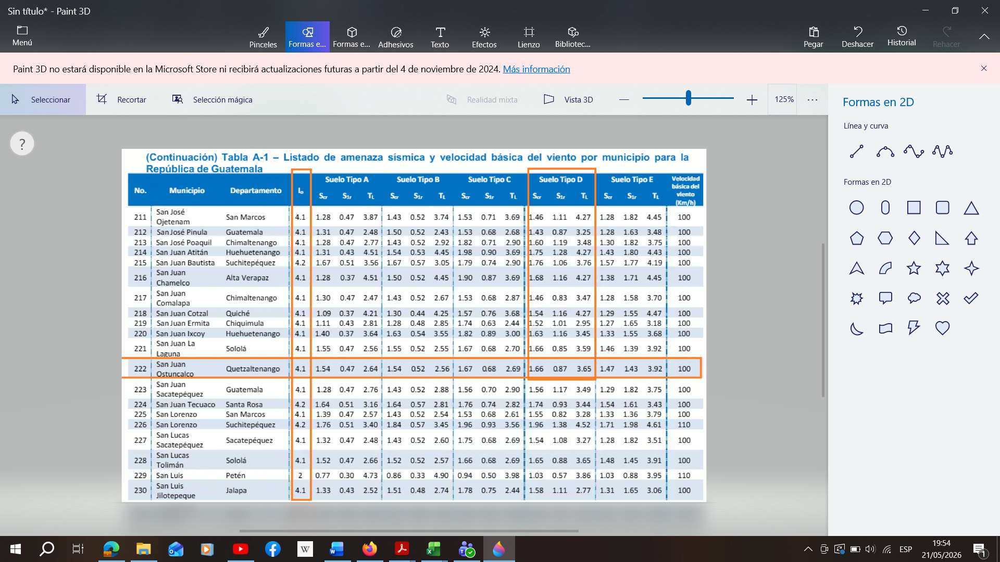 Sin título* - Paint 3D
Menú
Pinceles
Formas e...
Formas e...
Adhesivos
Texto
Efectos
Lienzo
Bibliotec...
Pegar
Deshacer
Historial
Rehacer
Paint 3D no estará disponible en la Microsoft Store ni recibirá actualizaciones futuras a partir del 4 de noviembre de 2024. Más información
Seleccionar
Recortar
Selección mágica
Realidad mixta
Vista 3D
125%
Formas en 2D
Línea y curva
Formas en 2D
?
(Continuación) Tabla A-1 – Listado de amenaza sísmica y velocidad básica del viento por municipio para la
República de Guatemala
No. Municipio Departamento Io Suelo Tipo A Suelo Tipo B Suelo Tipo C Suelo Tipo D Suelo Tipo E Velocidad básica del viento (Km/h)
Scr S1r TL Scr S1r TL Scr S1r TL Scr S1r TL Scr S1r TL
211 San José Ojetenam San Marcos 4.1 1.28 0.47 3.87 1.43 0.52 3.74 1.53 0.71 3.69 1.46 1.11 4.27 1.28 1.82 4.45 100
212 San José Pinula Guatemala 4.1 1.31 0.47 2.48 1.50 0.52 2.43 1.53 0.68 2.68 1.43 0.87 3.25 1.28 1.63 3.48 100
213 San José Poaquil Chimaltenango 4.1 1.28 0.47 2.77 1.43 0.52 2.92 1.82 0.71 2.90 1.60 1.19 3.48 1.30 1.82 3.75 100
214 San Juan Atitán Huehuetenango 4.1 1.31 0.43 4.51 1.54 0.53 4.45 1.98 0.90 3.69 1.75 1.28 4.27 1.43 1.80 4.43 100
215 San Juan Bautista Suchitepéquez 4.2 1.67 0.51 3.56 1.67 0.57 3.05 1.79 0.74 2.90 1.76 1.06 3.76 1.57 1.77 4.19 100
216 San Juan Chamelco Alta Verapaz 4.1 1.28 0.37 4.51 1.50 0.52 4.45 1.90 0.87 3.69 1.68 1.16 4.27 1.38 1.71 4.45 100
217 San Juan Comalapa Chimaltenango 4.1 1.30 0.47 2.47 1.43 0.52 2.67 1.53 0.68 2.87 1.46 0.83 3.47 1.28 1.58 3.70 100
218 San Juan Cotzal Quiché 4.1 1.09 0.37 4.21 1.30 0.44 4.25 1.57 0.76 3.68 1.54 1.16 4.27 1.29 1.55 4.47 100
219 San Juan Ermita Chiquimula 4.1 1.11 0.43 2.81 1.28 0.48 2.85 1.74 0.63 2.44 1.52 1.01 2.95 1.27 1.65 3.18 100
220 San Juan Ixcoy Huehuetenango 4.1 1.40 0.37 3.64 1.63 0.54 3.55 1.82 0.89 3.00 1.63 1.16 3.45 1.33 1.55 3.68 100
221 San Juan La Laguna Sololá 4.1 1.55 0.47 2.56 1.55 0.52 2.55 1.67 0.68 2.70 1.66 0.85 3.59 1.46 1.39 3.92 100
222 San Juan Ostuncalco Quetzaltenango 4.1 1.54 0.47 2.64 1.54 0.52 2.56 1.67 0.68 2.69 1.66 0.87 3.65 1.47 1.43 3.92 100
223 San Juan Sacatepéquez Guatemala 4.1 1.28 0.47 2.76 1.43 0.52 2.88 1.56 0.70 2.90 1.56 1.17 3.49 1.29 1.82 3.75 100
224 San Juan Tecuaco Santa Rosa 4.2 1.64 0.51 3.16 1.64 0.57 2.81 1.76 0.74 2.82 1.74 0.93 3.44 1.54 1.61 3.43 100
225 San Lorenzo San Marcos 4.1 1.39 0.47 2.57 1.43 0.52 2.54 1.53 0.68 2.61 1.55 0.82 3.28 1.33 1.36 3.79 100
226 San Lorenzo Suchitepéquez 4.2 1.76 0.51 3.40 1.84 0.57 3.45 1.96 0.93 3.56 1.96 1.38 4.52 1.71 1.98 4.61 110
227 San Lucas Sacatepéquez Sacatepéquez 4.1 1.32 0.47 2.48 1.43 0.52 2.60 1.75 0.68 2.69 1.54 1.08 3.27 1.28 1.82 3.51 100
228 San Lucas Tolimán Sololá 4.1 1.52 0.47 2.66 1.52 0.52 2.57 1.66 0.68 2.69 1.65 0.88 3.65 1.48 1.45 3.91 100
229 San Luis Petén 2 0.77 0.30 4.73 0.86 0.33 4.90 0.94 0.50 3.98 1.03 0.57 3.86 1.03 0.88 3.95 110
230 San Luis Jilotepeque Jalapa 4.1 1.33 0.43 2.52 1.51 0.48 2.74 1.78 0.75 2.44 1.58 1.11 2.77 1.31 1.65 3.06 100
ESP
19:54
21/05/2026
1